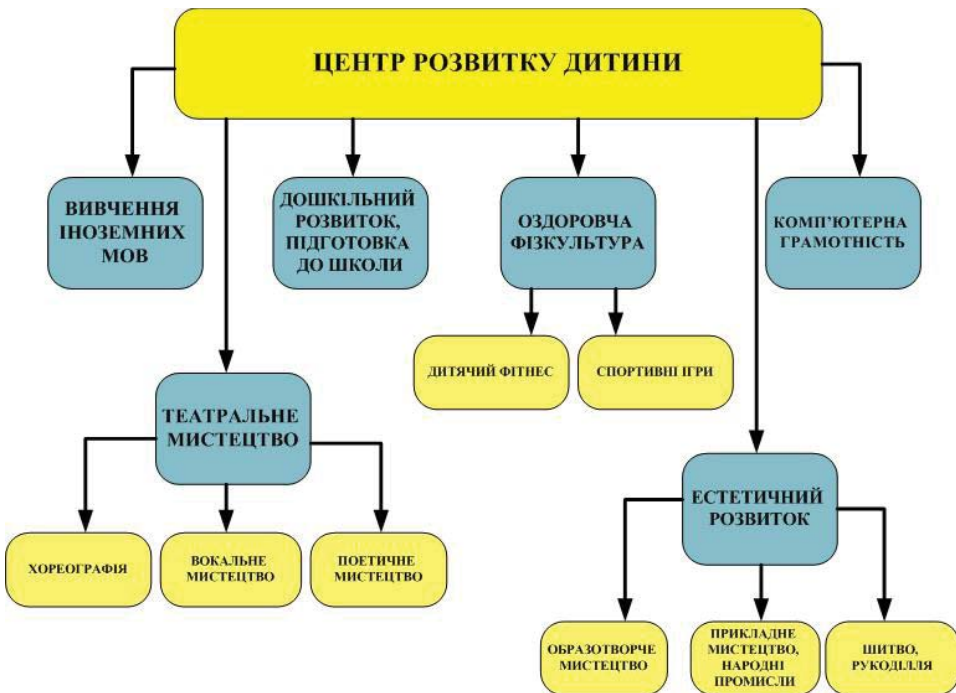 ЦЕНТР РОЗВИТКУ ДИТИНИ
ВИВЧЕННЯ
ІНОЗЕМНИХ
МОВ
ДОШКІЛЬНИЙ
РОЗВИТОК,
ПІДГОТОВКА
ДО ШКОЛИ
ОЗДОРОВЧА
ФІЗКУЛЬТУРА
КОМП'ЮТЕРНА
ГРАМОТНІСТЬ
ДИТЯЧИЙ ФІТНЕС
СПОРТИВНІ ІГРИ
ТЕАТРАЛЬНЕ
МИСТЕЦТВО
ЕСТЕТИЧНИЙ
РОЗВИТОК
ХОРЕОГРАФІЯ
ВОКАЛЬНЕ
МИСТЕЦТВО
ПОЕТИЧНЕ
МИСТЕЦТВО
ОБРАЗОТВОРЧЕ
МИСТЕЦТВО
ПРИКЛАДНЕ
МИСТЕЦТВО,
НАРОДНІ
ПРОМИСЛИ
ШИТВО,
РУКОДІЛЛЯ